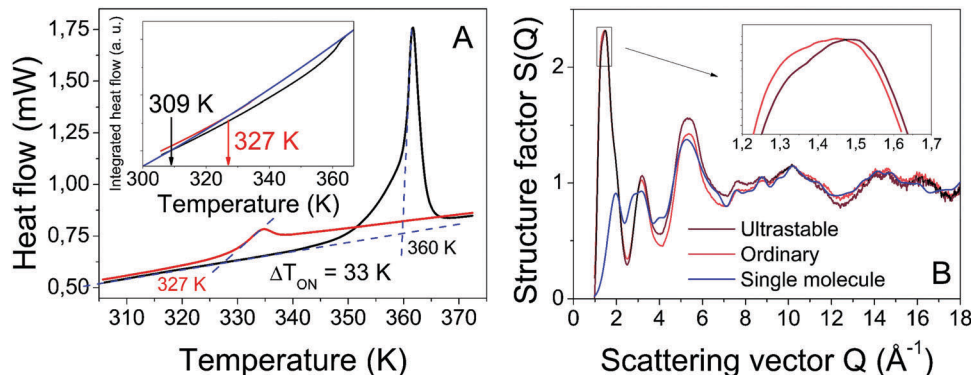 A
Heat flow (mW)
1,75
1,50
1,25
1,00
0,75
0,50
310
320
330
340
350
360
370
Temperature (K)
Integrated heat flow (a. u.)
309 K
327 K
300
320
340
360
Temperature (K)
327 K
ΔT_ON = 33 K
360 K
B
Structure factor S(Q)
2
1
0
0
2
4
6
8
10
12
14
16
18
Scattering vector Q (Å⁻¹)
1,2
1,3
1,4
1,5
1,6
1,7
Ultrastable
Ordinary
Single molecule